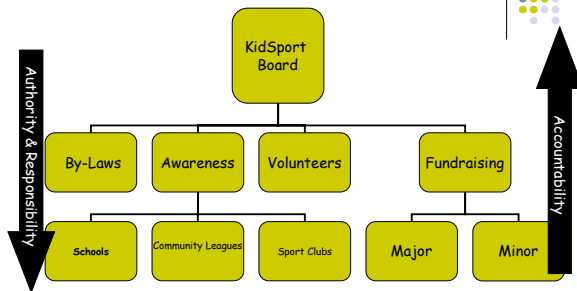 KidSport
Board
Authority & Responsibility
Accountability
By-Laws
Awareness
Volunteers
Fundraising
Schools
Community Leagues
Sport Clubs
Major
Minor